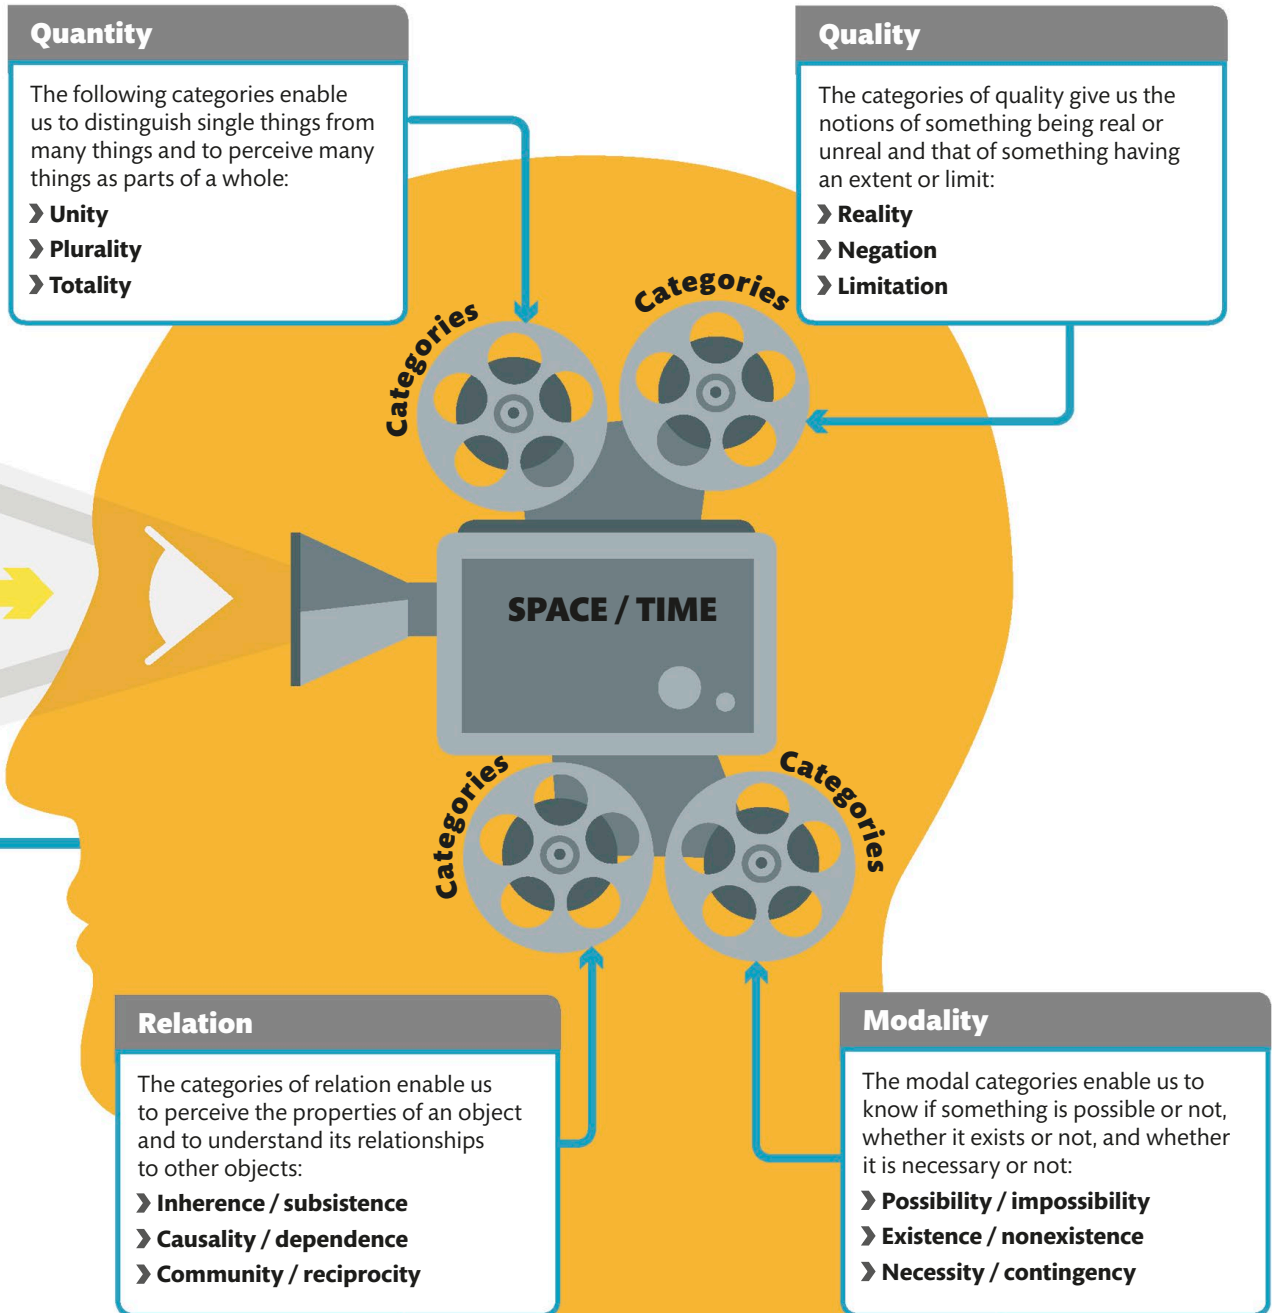 Quantity
The following categories enable
us to distinguish single things from
many things and to perceive many
things as parts of a whole:
❯ Unity
❯ Plurality
❯ Totality
Quality
The categories of quality give us the
notions of something being real or
unreal and that of something having
an extent or limit:
❯ Reality
❯ Negation
❯ Limitation
Categories
Categories
SPACE / TIME
Categories
Categories
Relation
The categories of relation enable us
to perceive the properties of an object
and to understand its relationships
to other objects:
❯ Inherence / subsistence
❯ Causality / dependence
❯ Community / reciprocity
Modality
The modal categories enable us to
know if something is possible or not,
whether it exists or not, and whether
it is necessary or not:
❯ Possibility / impossibility
❯ Existence / nonexistence
❯ Necessity / contingency